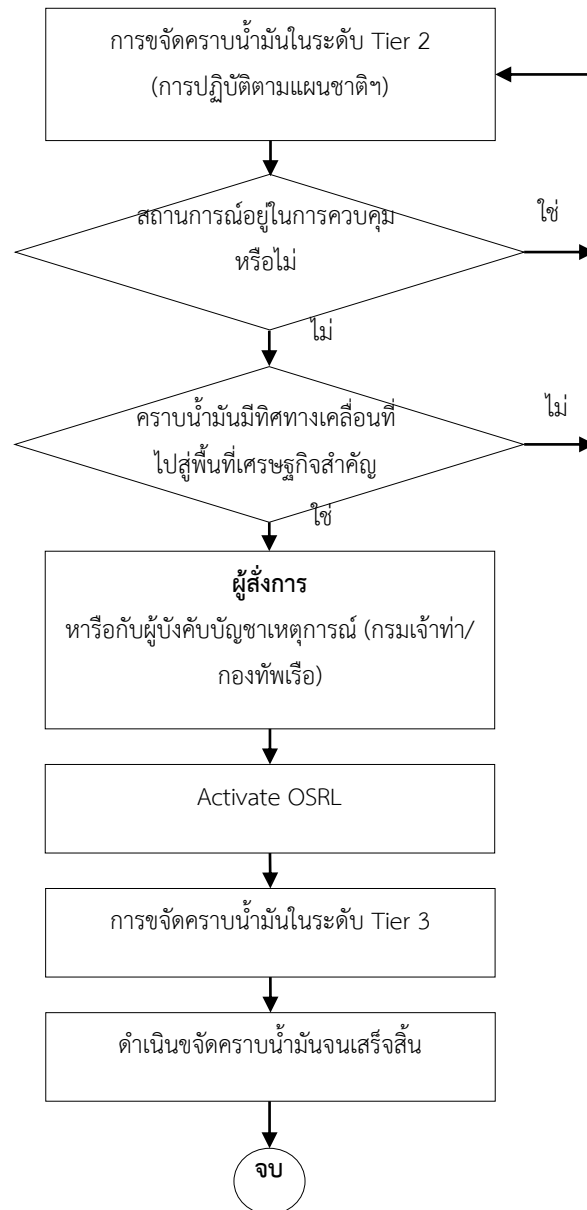 การขจัดคราบน้ำมันในระดับ Tier 2
(การปฏิบัติตามแผนชาติฯ)
สถานการณ์อยู่ในการควบคุม
หรือไม่
ใช่
ไม่
คราบน้ำมันมีทิศทางเคลื่อนที่
ไปสู่พื้นที่เศรษฐกิจสำคัญ
ไม่
ใช่
ผู้สั่งการ
หารือกับผู้บังคับบัญชาเหตุการณ์ (กรมเจ้าท่า/
กองทัพเรือ)
Activate OSRL
การขจัดคราบน้ำมันในระดับ Tier 3
ดำเนินขจัดคราบน้ำมันจนเสร็จสิ้น
จบ